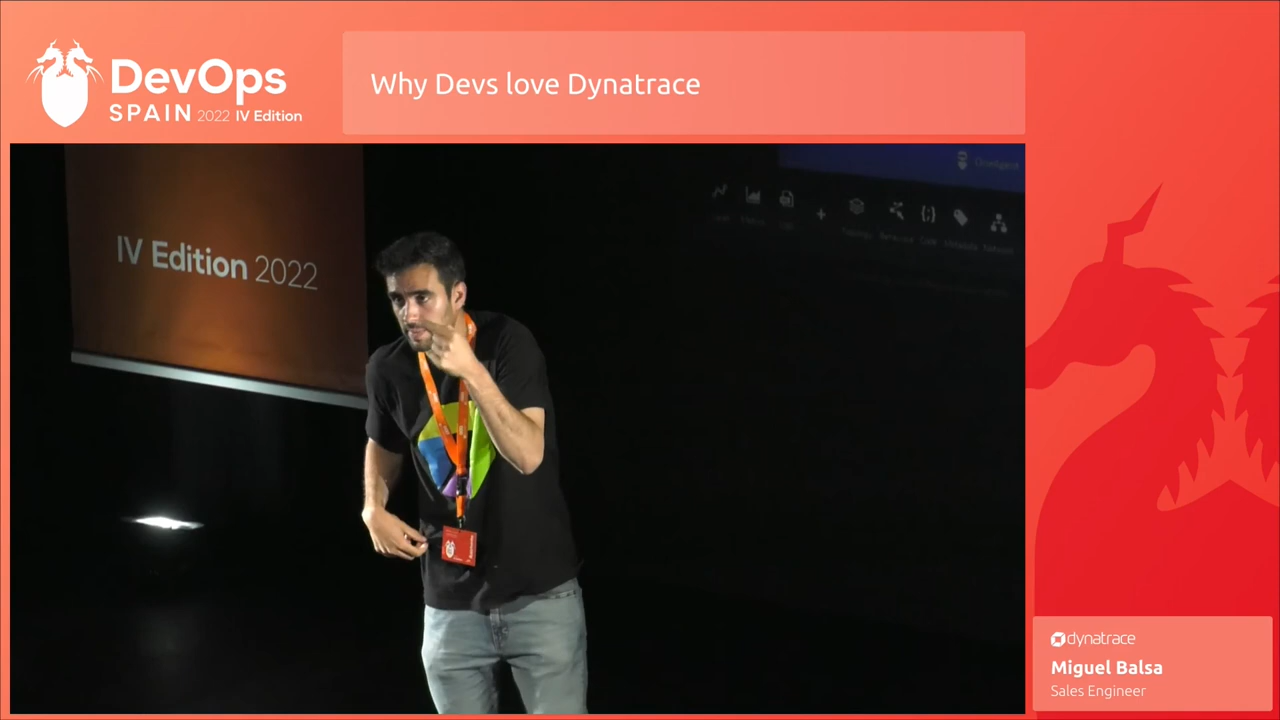 DevOps
SPAIN 2022 IV Edition
Why Devs love Dynatrace
IV Edition 2022
dynatrace
Miguel Balsa
Sales Engineer